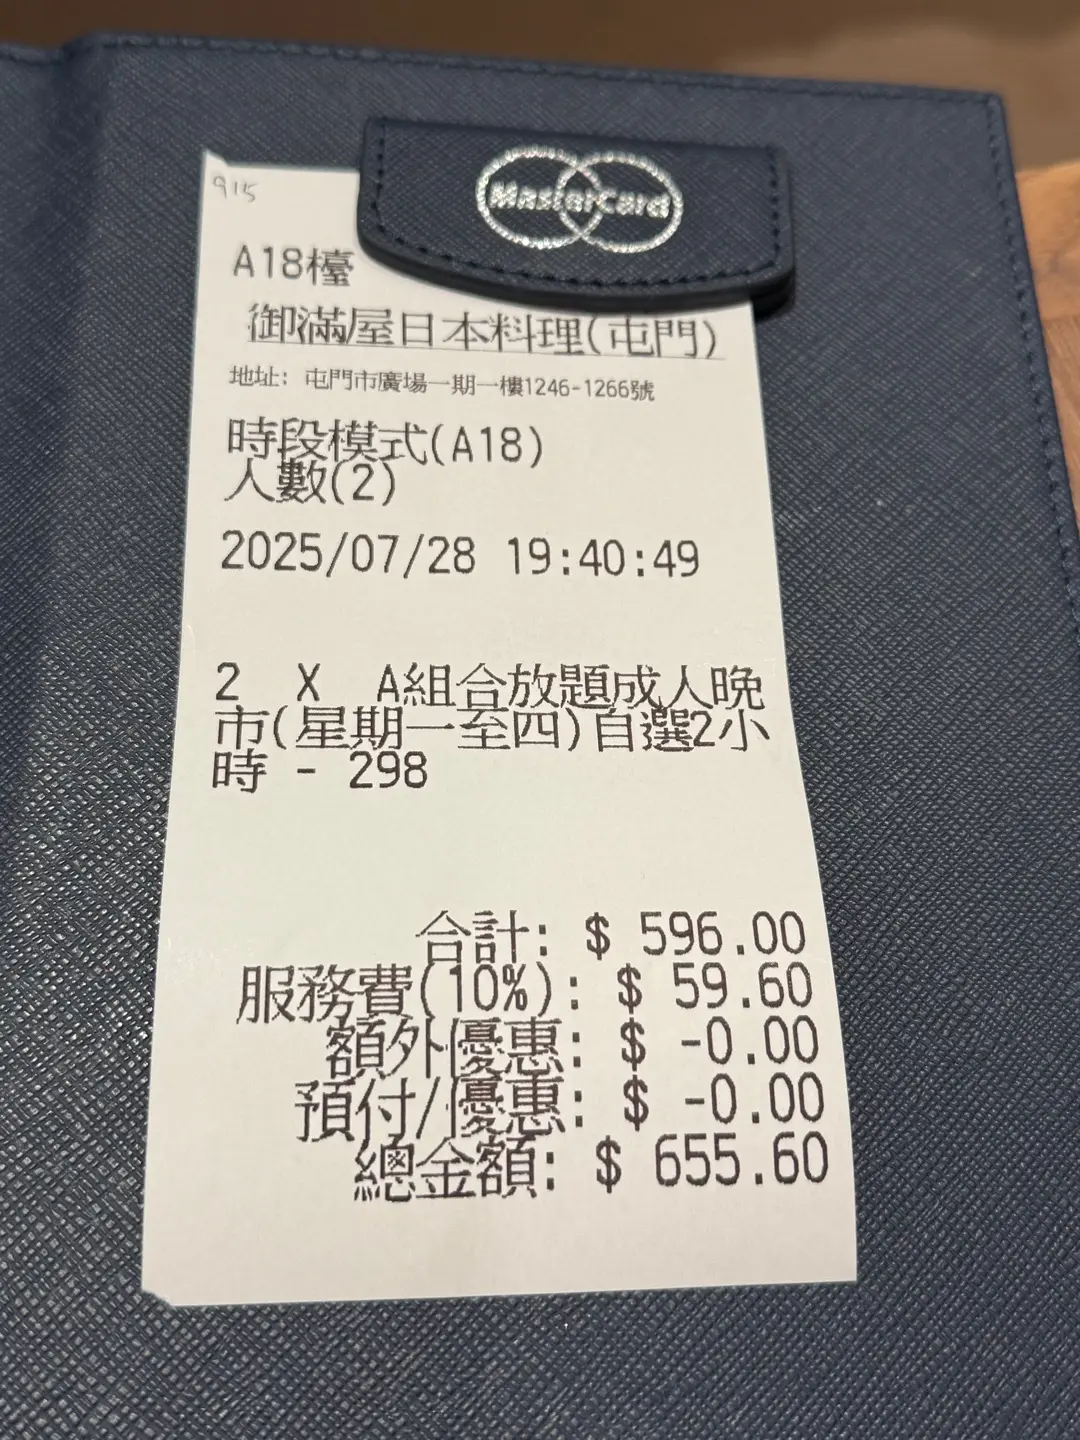 915
MasterCard
A18檯
御滿屋日本料理(屯門)
地址: 屯門市廣場一期一樓1246-1266號
時段模式(A18)
人數(2)
2025/07/28 19:40:49
2 X A組合放題成人晚
市(星期一至四)自選2小
時 - 298
合計: $ 596.00
服務費(10%): $ 59.60
額外優惠: $ -0.00
預付/優惠: $ -0.00
總金額: $ 655.60